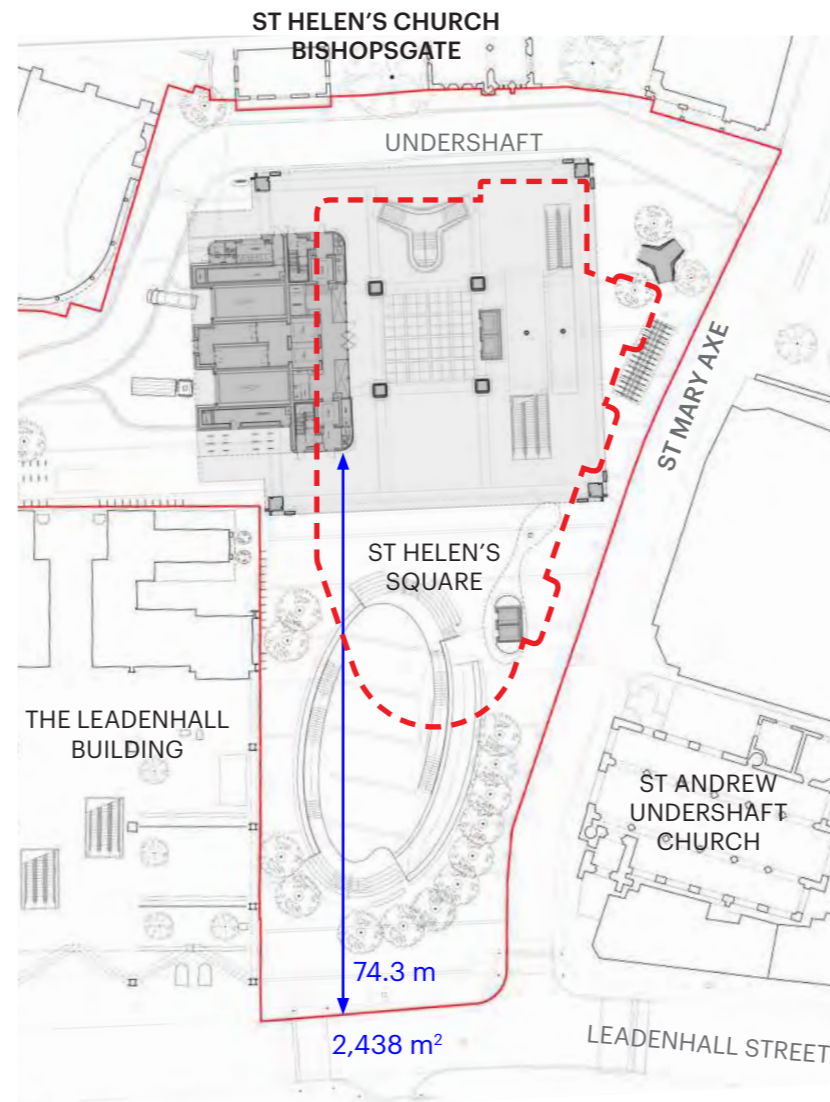 ST HELEN'S CHURCH
BISHOPSGATE
UNDERSHAFT
ST MARY AXE
ST HELEN'S
SQUARE
THE LEADENHALL
BUILDING
ST ANDREW
UNDERSHAFT
CHURCH
74.3 m
2,438 m²
LEADENHALL STREET